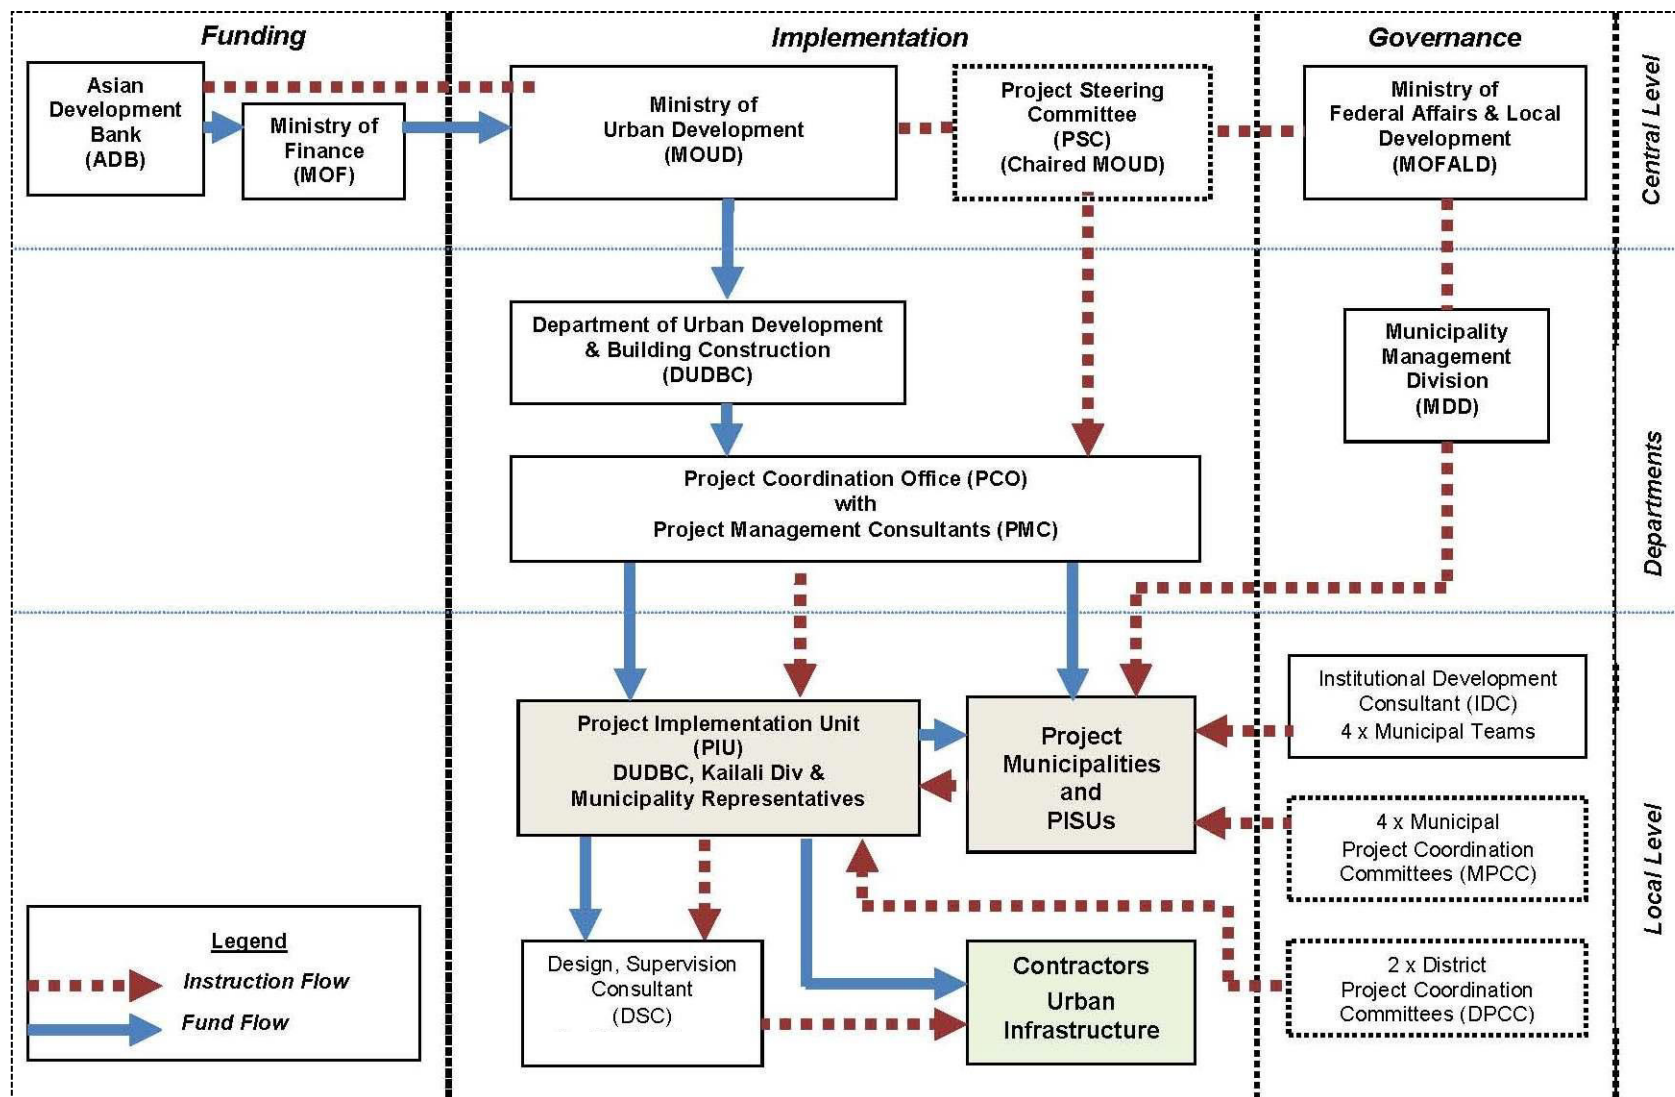 Funding
Implementation
Governance
Central Level
Asian
Development
Bank
(ADB)
Ministry of
Finance
(MOF)
Ministry of
Urban Development
(MOUD)
Project Steering
Committee
(PSC)
(Chaired MOUD)
Ministry of
Federal Affairs & Local
Development
(MOFALD)
Department of Urban Development
& Building Construction
(DUDBC)
Municipality
Management
Division
(MDD)
Departments
Project Coordination Office (PCO)
with
Project Management Consultants (PMC)
Project Implementation Unit
(PIU)
DUDBC, Kailali Div &
Municipality Representatives
Project
Municipalities
and
PISUs
Institutional Development
Consultant (IDC)
4 x Municipal Teams
4 x Municipal
Project Coordination
Committees (MPCC)
Local Level
Legend
Instruction Flow
Fund Flow
Design, Supervision
Consultant
(DSC)
Contractors
Urban
Infrastructure
2 x District
Project Coordination
Committees (DPCC)